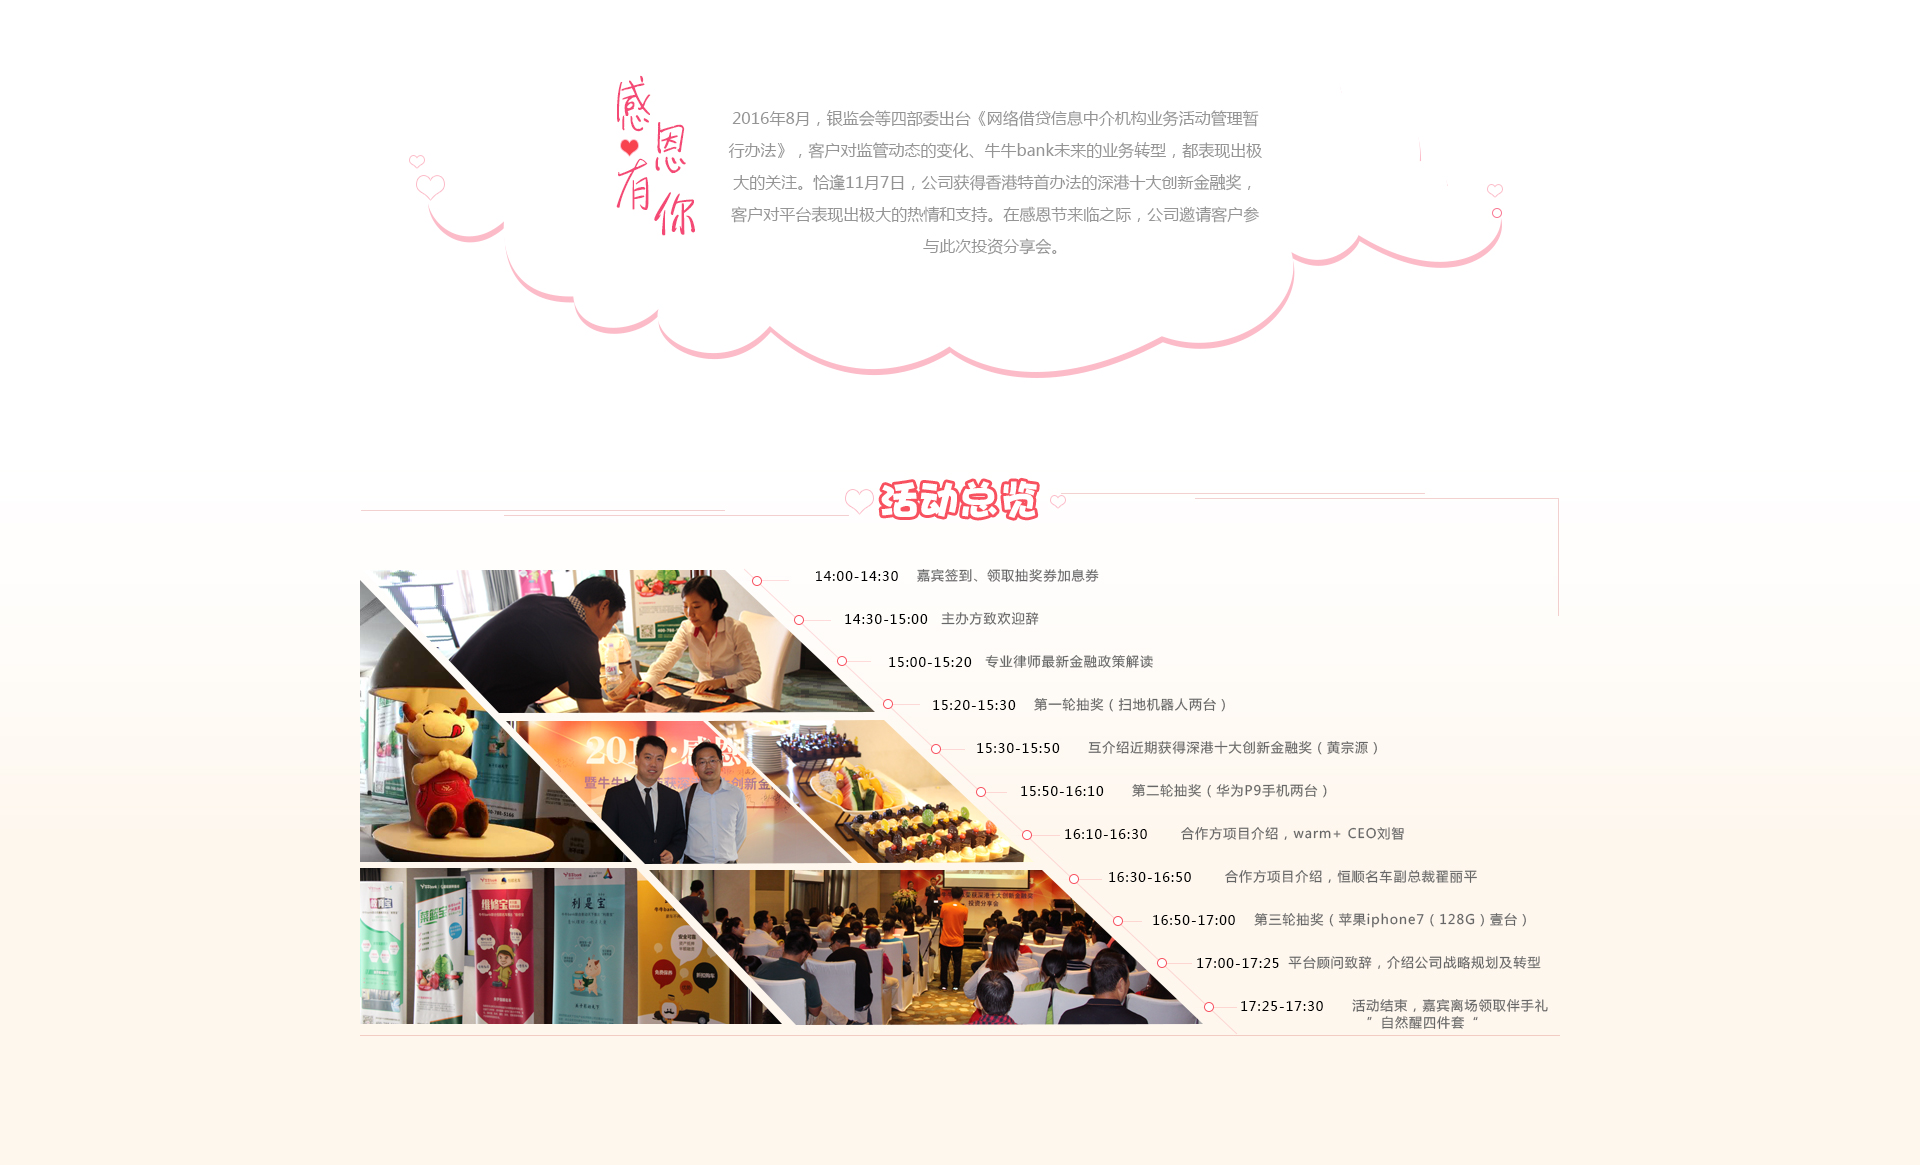 感恩有你
2016年8月，银监会等四部委出台《网络借贷信息中介机构业务活动管理暂
行办法》，客户对监管动态的变化、牛牛bank未来的业务转型，都表现出极
大的关注。恰逢11月7日，公司获得香港特首办法的深港十大创新金融奖，
客户对平台表现出极大的热情和支持。在感恩节来临之际，公司邀请客户参
与此次投资分享会。
活动总览
14:00-14:30 嘉宾签到、领取抽奖券加息券
14:30-15:00 主办方致欢迎辞
15:00-15:20 专业律师最新金融政策解读
15:20-15:30 第一轮抽奖（扫地机器人两台）
15:30-15:50 互介绍近期获得深港十大创新金融奖（黄宗源）
15:50-16:10 第二轮抽奖（华为P9手机两台）
16:10-16:30 合作方项目介绍，warm+ CEO刘智
16:30-16:50 合作方项目介绍，恒顺名车副总裁翟丽平
16:50-17:00 第三轮抽奖（苹果iphone7（128G）壹台）
17:00-17:25 平台顾问致辞，介绍公司战略规划及转型
17:25-17:30 活动结束，嘉宾离场领取伴手礼
”自然醒四件套“
维修宝
利是宝